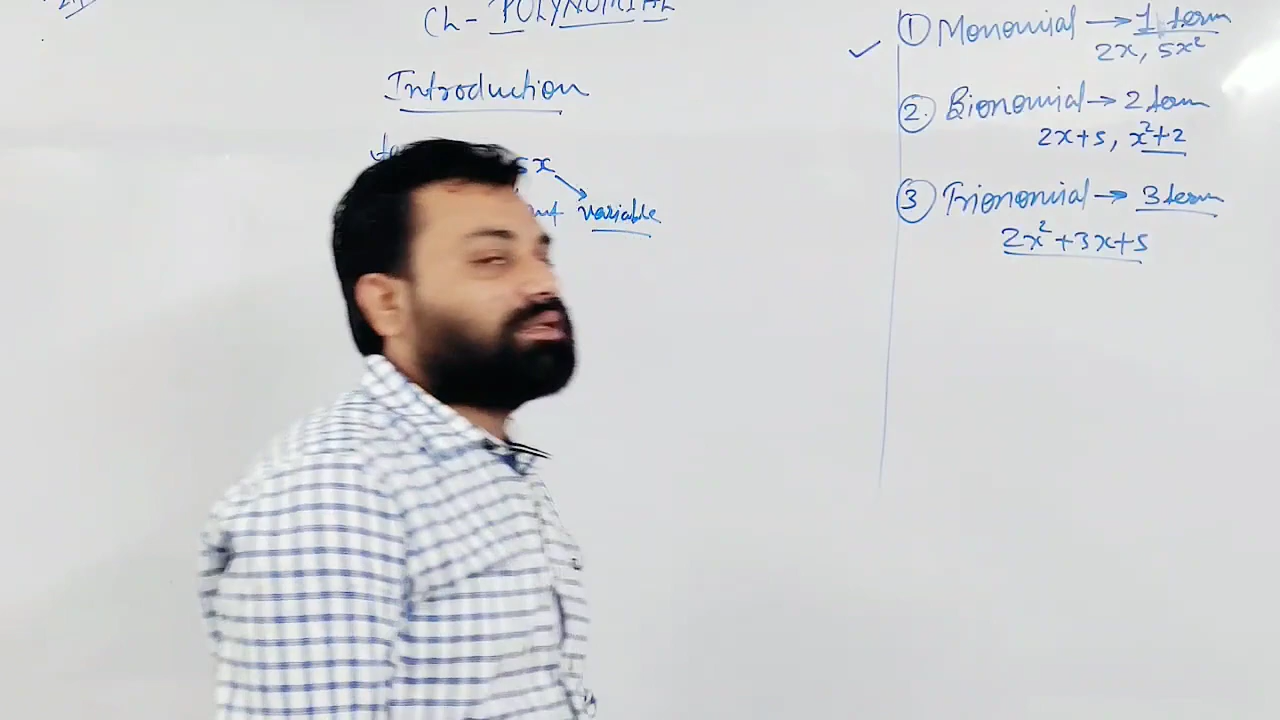 Ch- POLYNOMIAL
Introduction
5x
variable
① Monomial → 1 term
2x, 5x²
②. Bionomial → 2 term
2x+5, x²+2
③ Trionomial → 3 term
2x²+3x+5